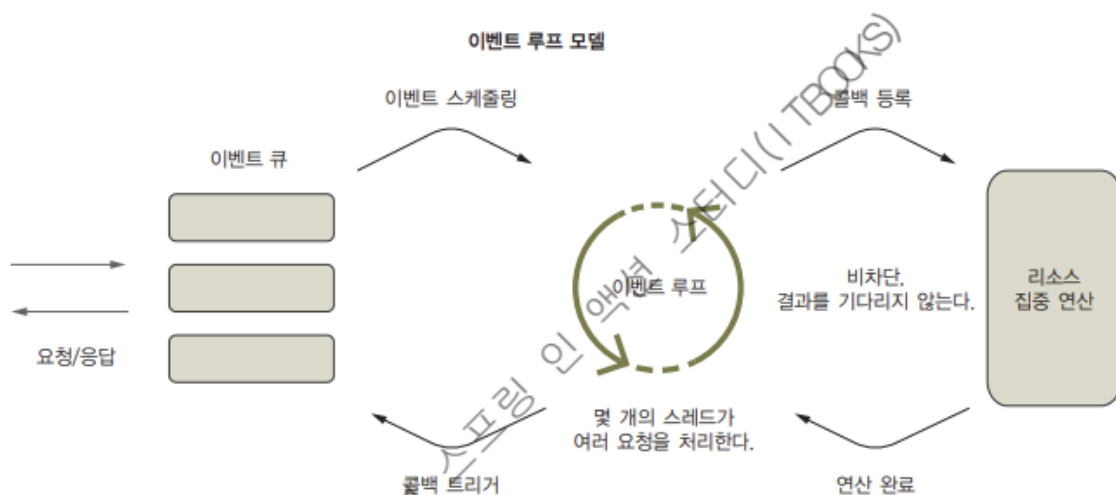 이벤트 루프 모델
이벤트 스케줄링
콜백 등록
이벤트 큐
이벤트 루프
비차단,
결과를 기다리지 않는다.
리소스
집중 연산
요청/응답
몇 개의 스레드가
여러 요청을 처리한다.
콜백 트리거
연산 완료
스프링 인 액션 스터디(ITBOOKS)